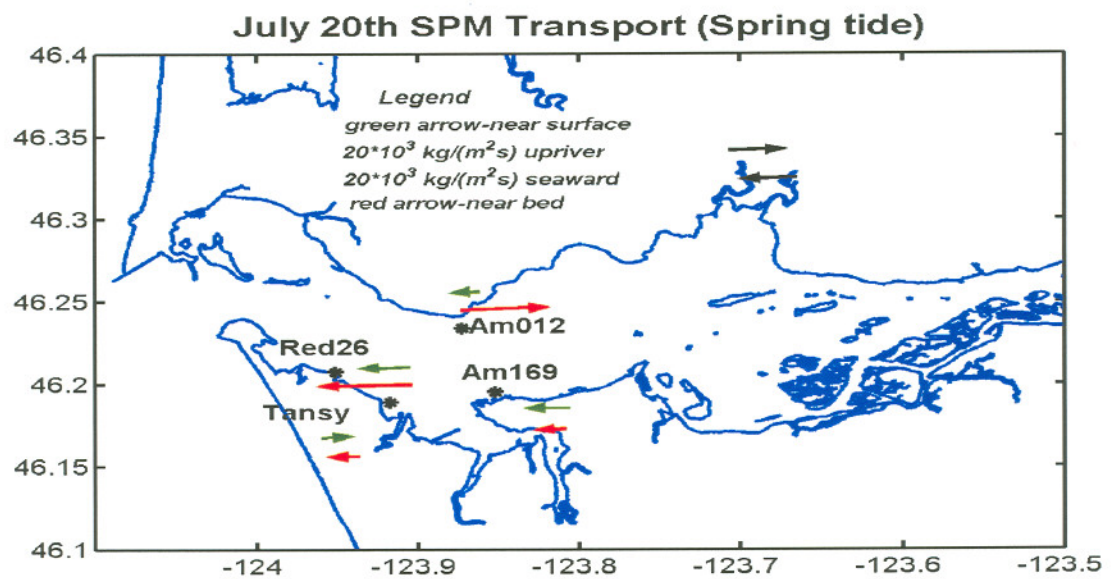 July 20th SPM Transport (Spring tide)
46.4
Legend
green arrow-near surface
46.35
20*10³ kg/(m²s) upriver
20*10³ kg/(m²s) seaward
red arrow-near bed
46.3
46.25
Am012
Red26
Am169
46.2
Tansy
46.15
46.1
-124 -123.9 -123.8 -123.7 -123.6 -123.5